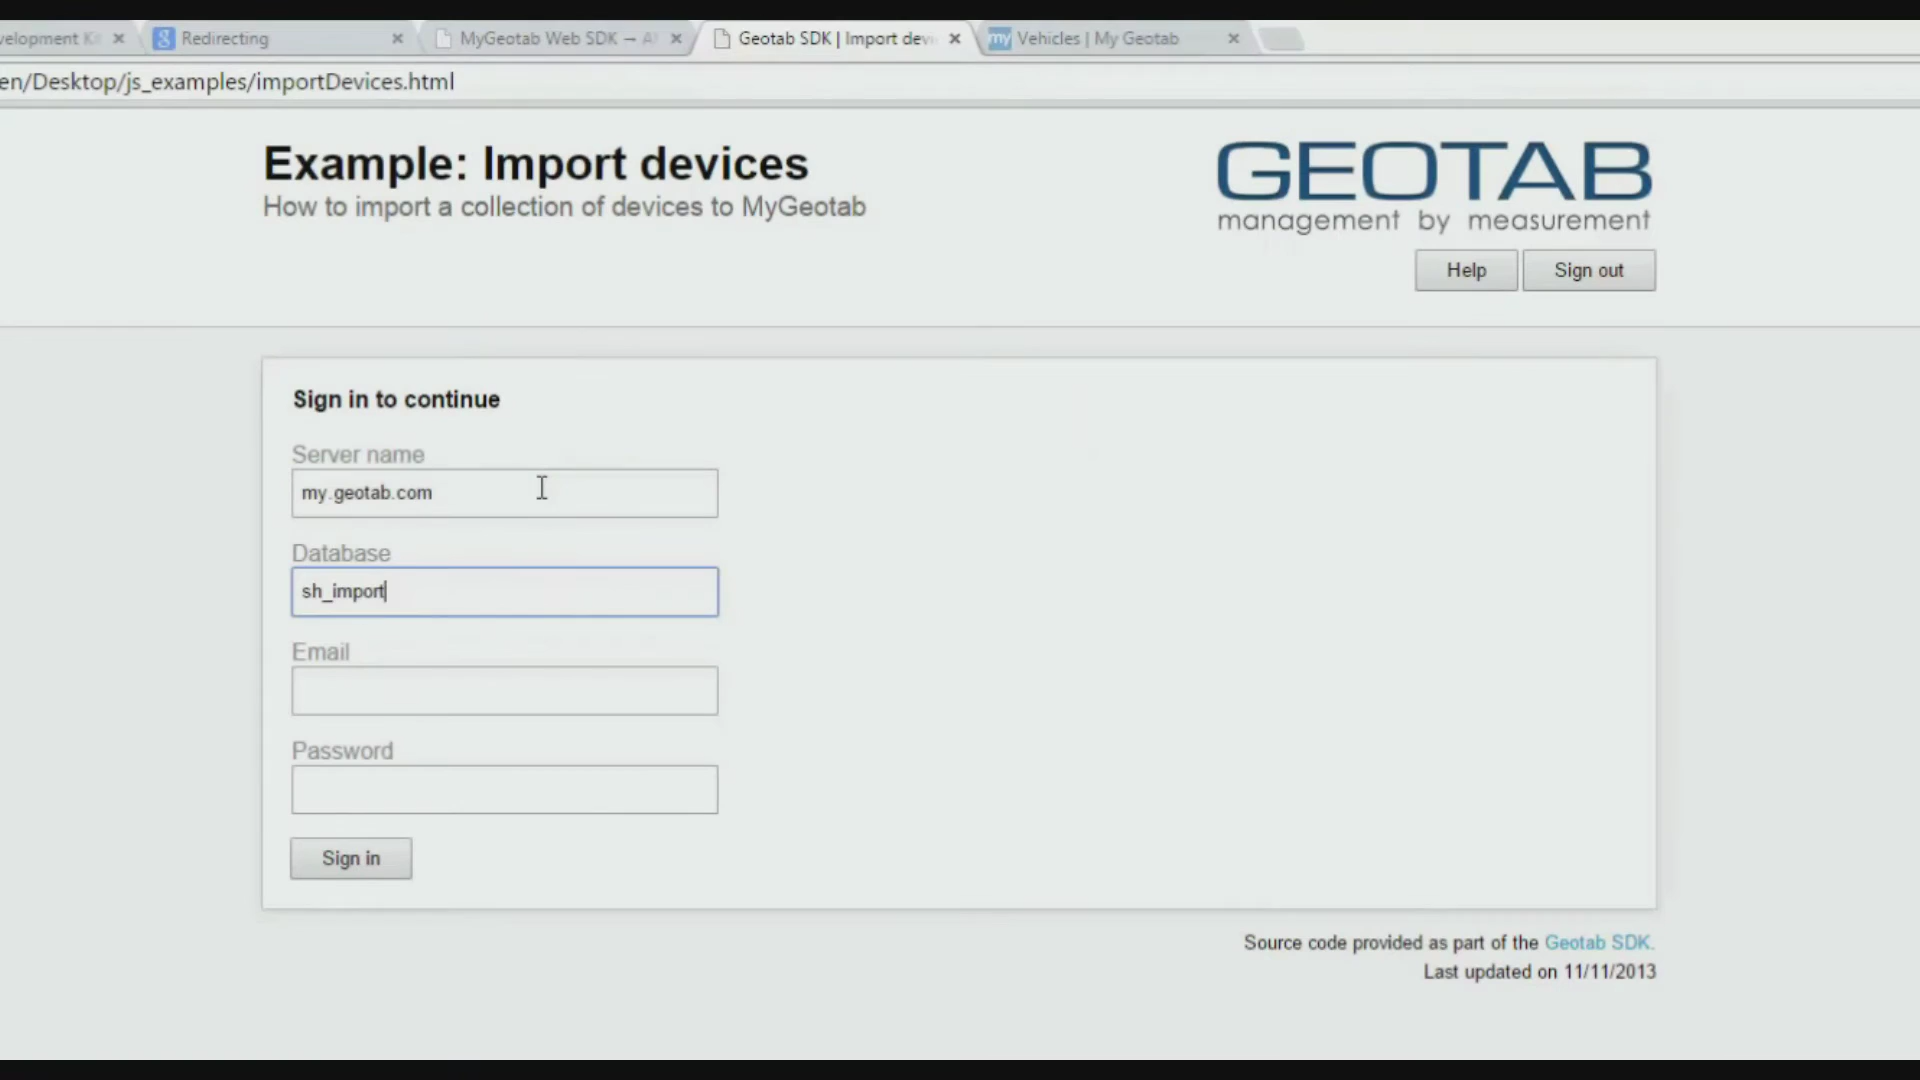 velopment K
Redirecting
MyGeotab Web SDK – A
Geotab SDK | Import devi
my Vehicles | My Geotab
en/Desktop/js_examples/importDevices.html
Example: Import devices
How to import a collection of devices to MyGeotab
GEOTAB
management by measurement
Help
Sign out
Sign in to continue
Server name
my.geotab.com
Database
sh_import
Email
Password
Sign in
Source code provided as part of the Geotab SDK.
Last updated on 11/11/2013